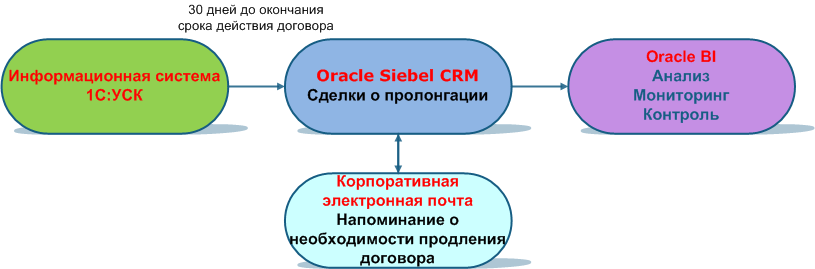 30 дней до окончания
срока действия договора
Информационная система
1С:УСК
Oracle Siebel CRM
Сделки о пролонгации
Oracle BI
Анализ
Мониторинг
Контроль
Корпоративная
электронная почта
Напоминание о
необходимости продления
договора